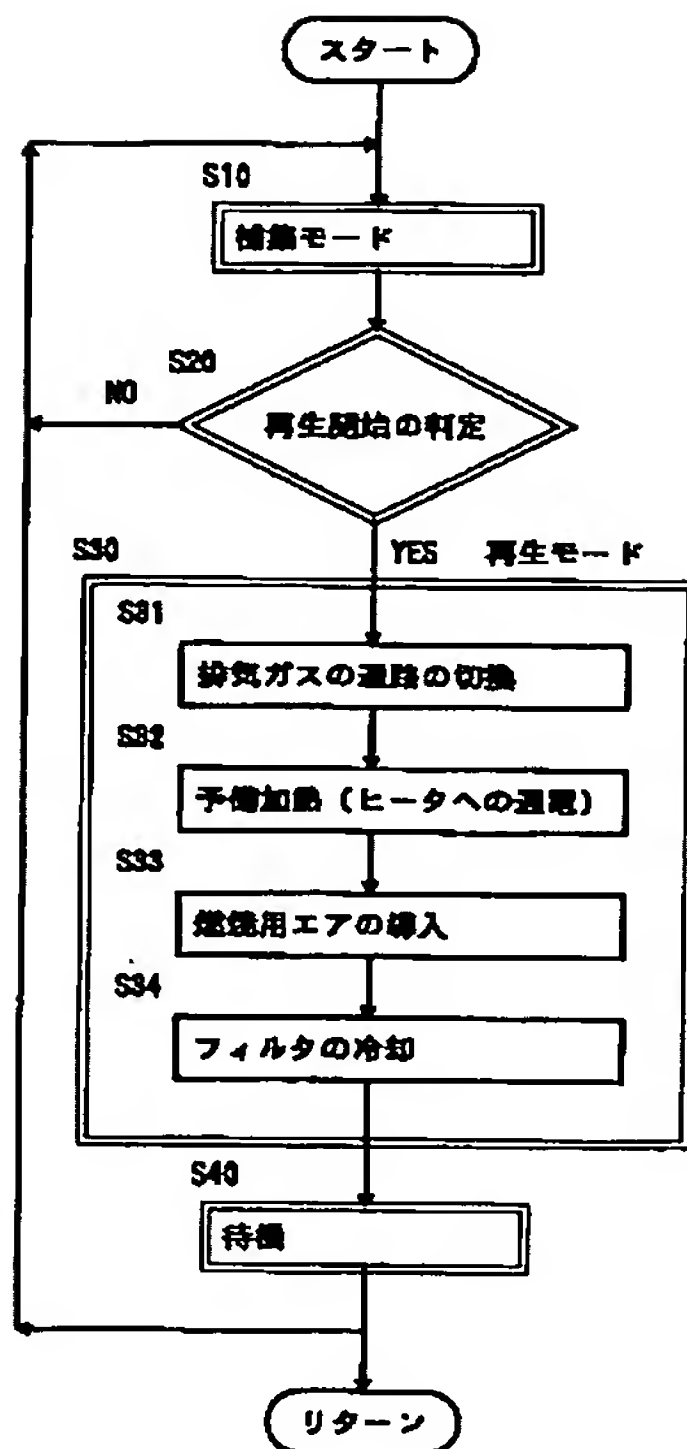 スタート
S10
捕集モード
S20
NO
再生開始の判定
S30
YES 再生モード
S31
排気ガスの通路の切換
S32
予備加熱（ヒータへの通電）
S33
燃焼用エアの導入
S34
フィルタの冷却
S40
待機
リターン